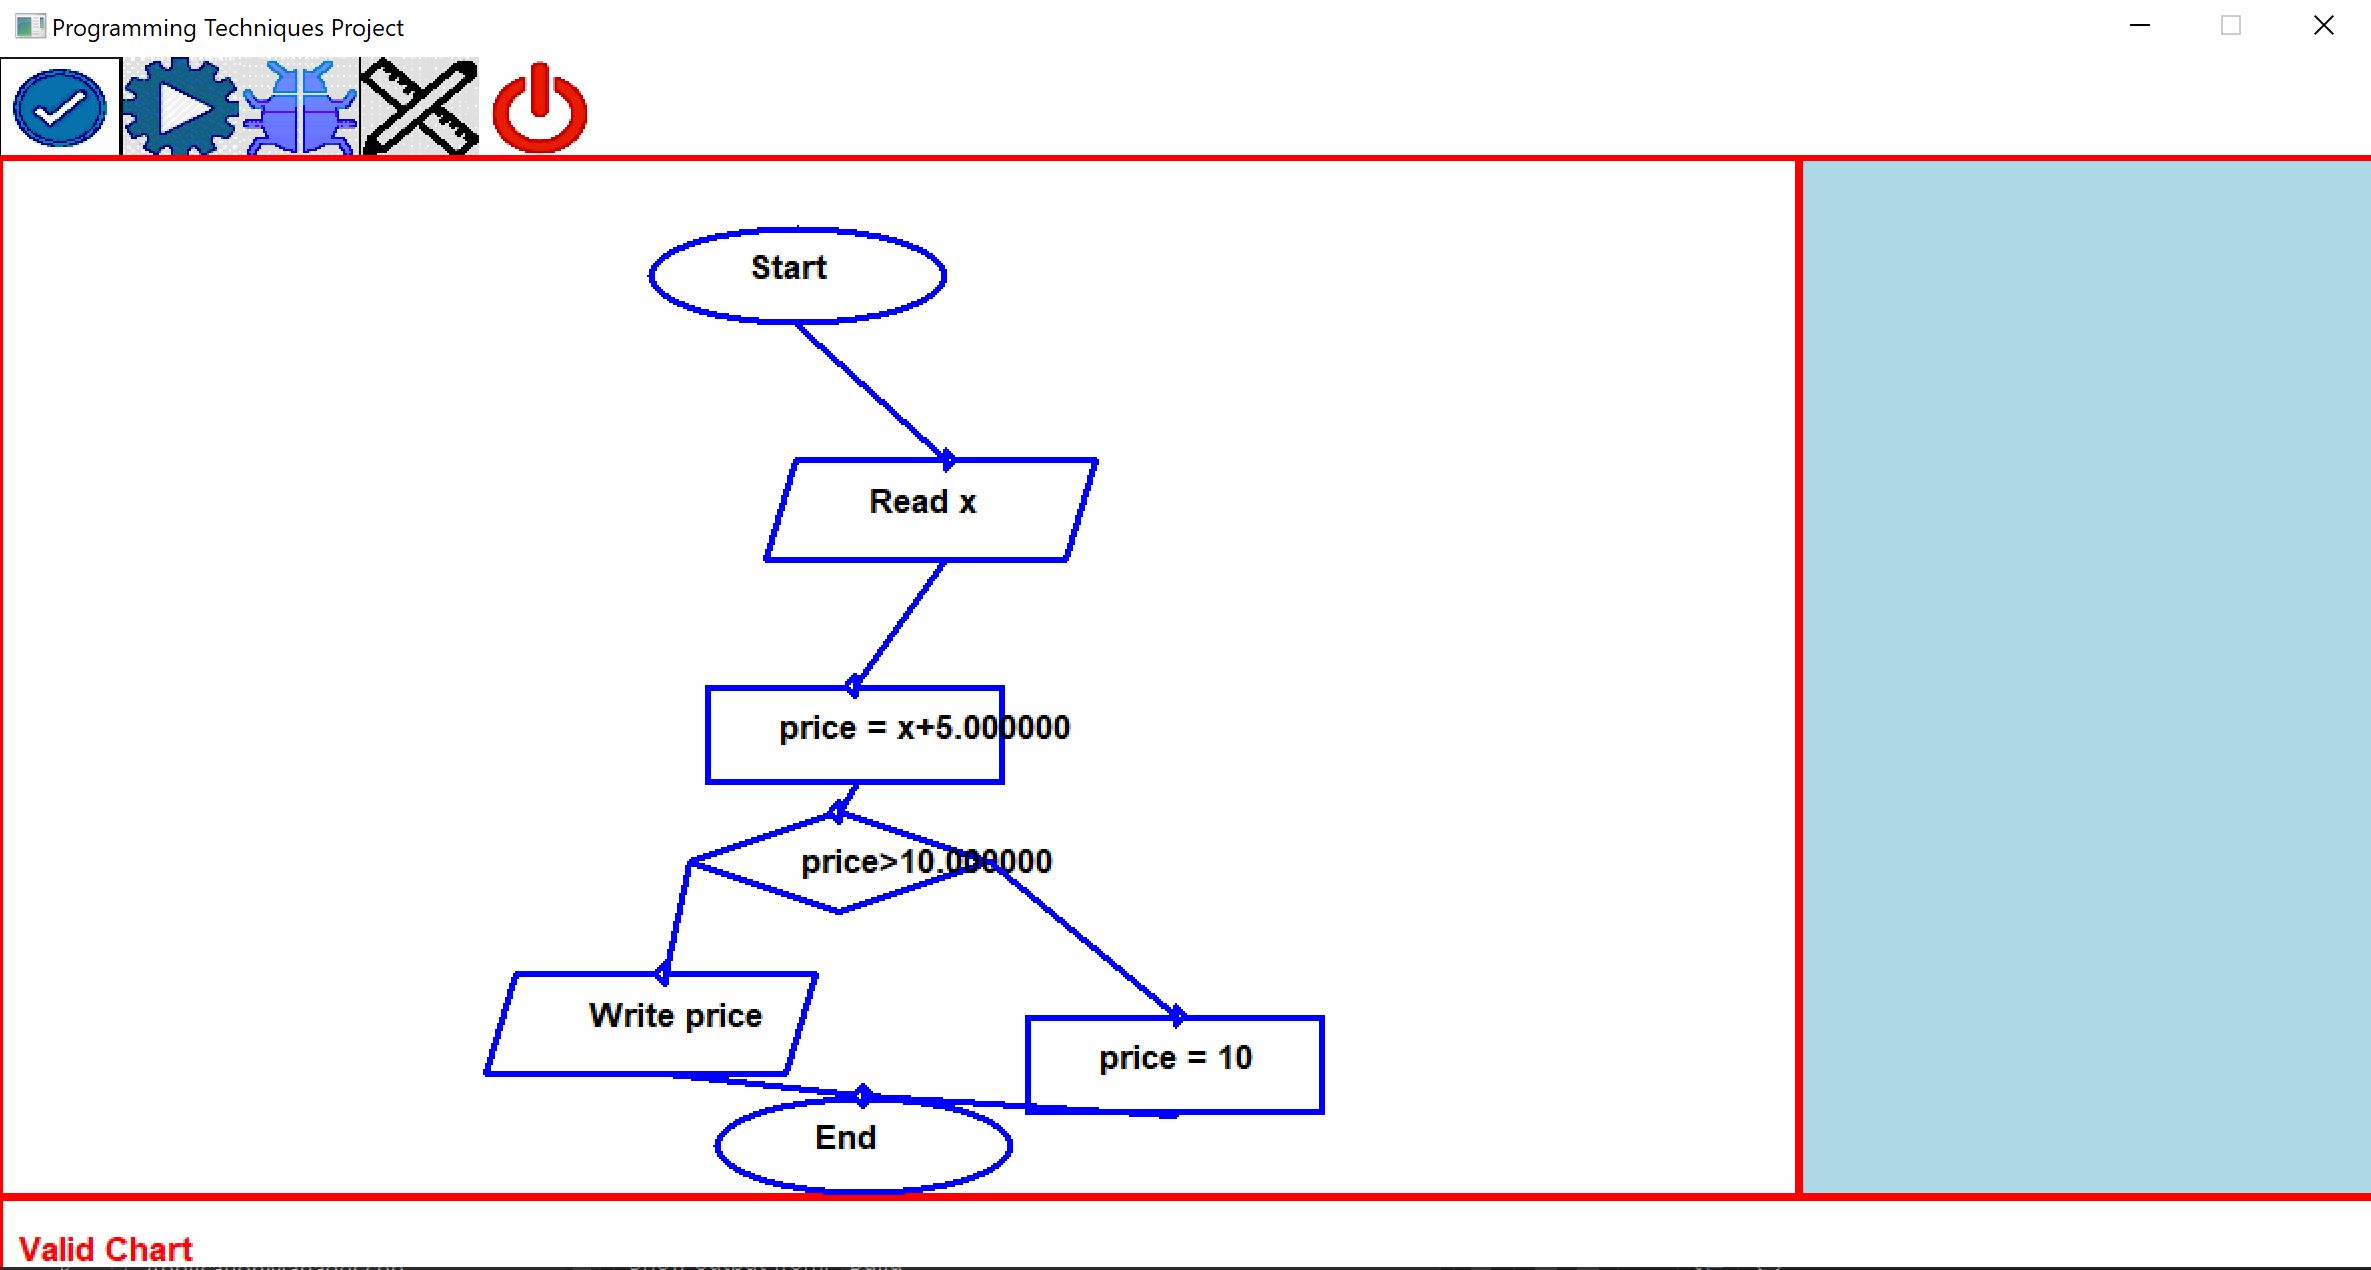 Programming Techniques Project
Start
Read x
price = x+5.000000
price>10.000000
Write price
price = 10
End
Valid Chart